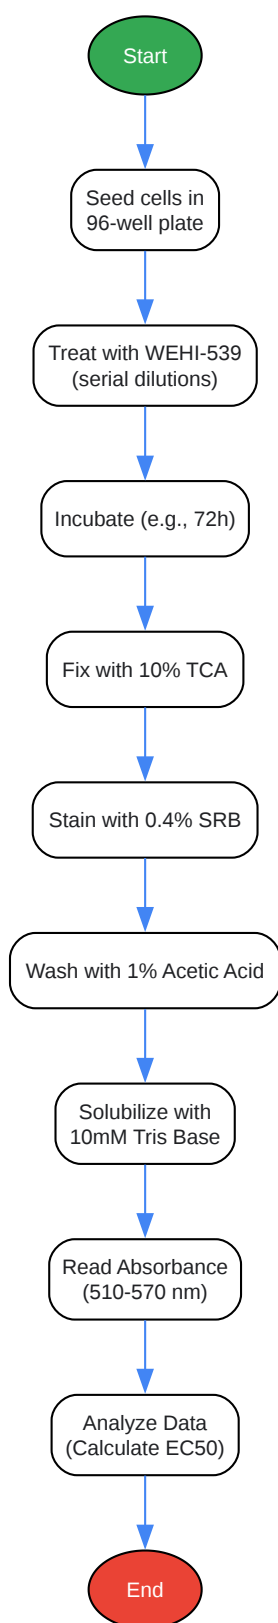 Start
Seed cells in
96-well plate
Treat with WEHI-539
(serial dilutions)
Incubate (e.g., 72h)
Fix with 10% TCA
Stain with 0.4% SRB
Wash with 1% Acetic Acid
Solubilize with
10mM Tris Base
Read Absorbance
(510-570 nm)
Analyze Data
(Calculate EC50)
End